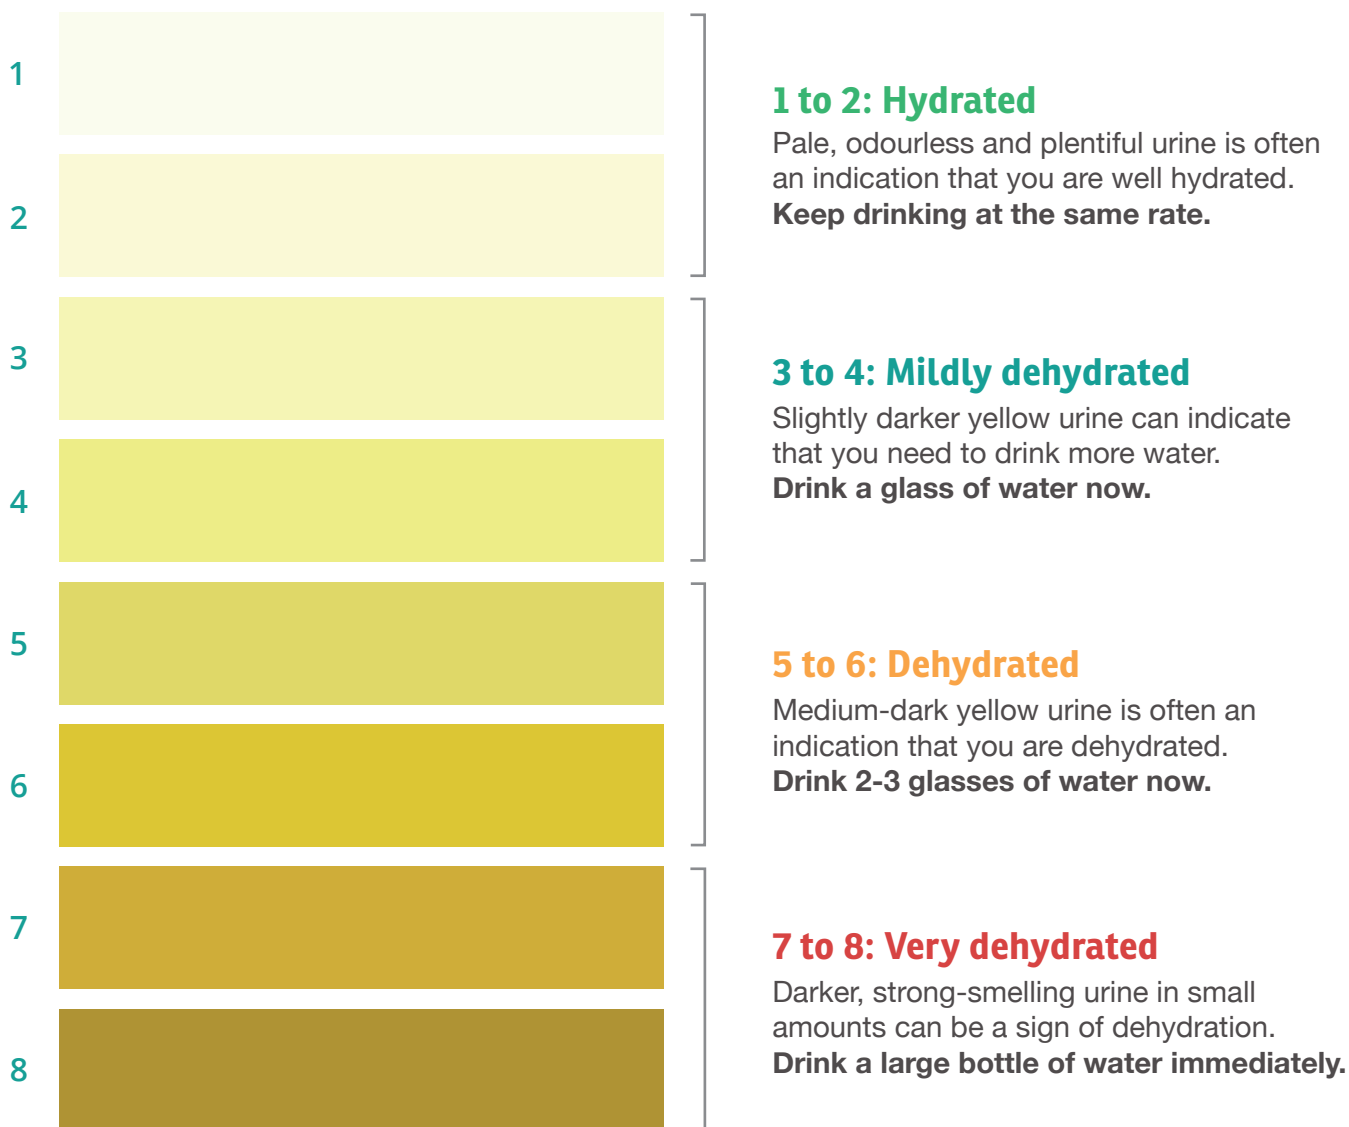 1
2
1 to 2: Hydrated
Pale, odourless and plentiful urine is often
an indication that you are well hydrated.
Keep drinking at the same rate.
3
4
3 to 4: Mildly dehydrated
Slightly darker yellow urine can indicate
that you need to drink more water.
Drink a glass of water now.
5
6
5 to 6: Dehydrated
Medium-dark yellow urine is often an
indication that you are dehydrated.
Drink 2-3 glasses of water now.
7
8
7 to 8: Very dehydrated
Darker, strong-smelling urine in small
amounts can be a sign of dehydration.
Drink a large bottle of water immediately.